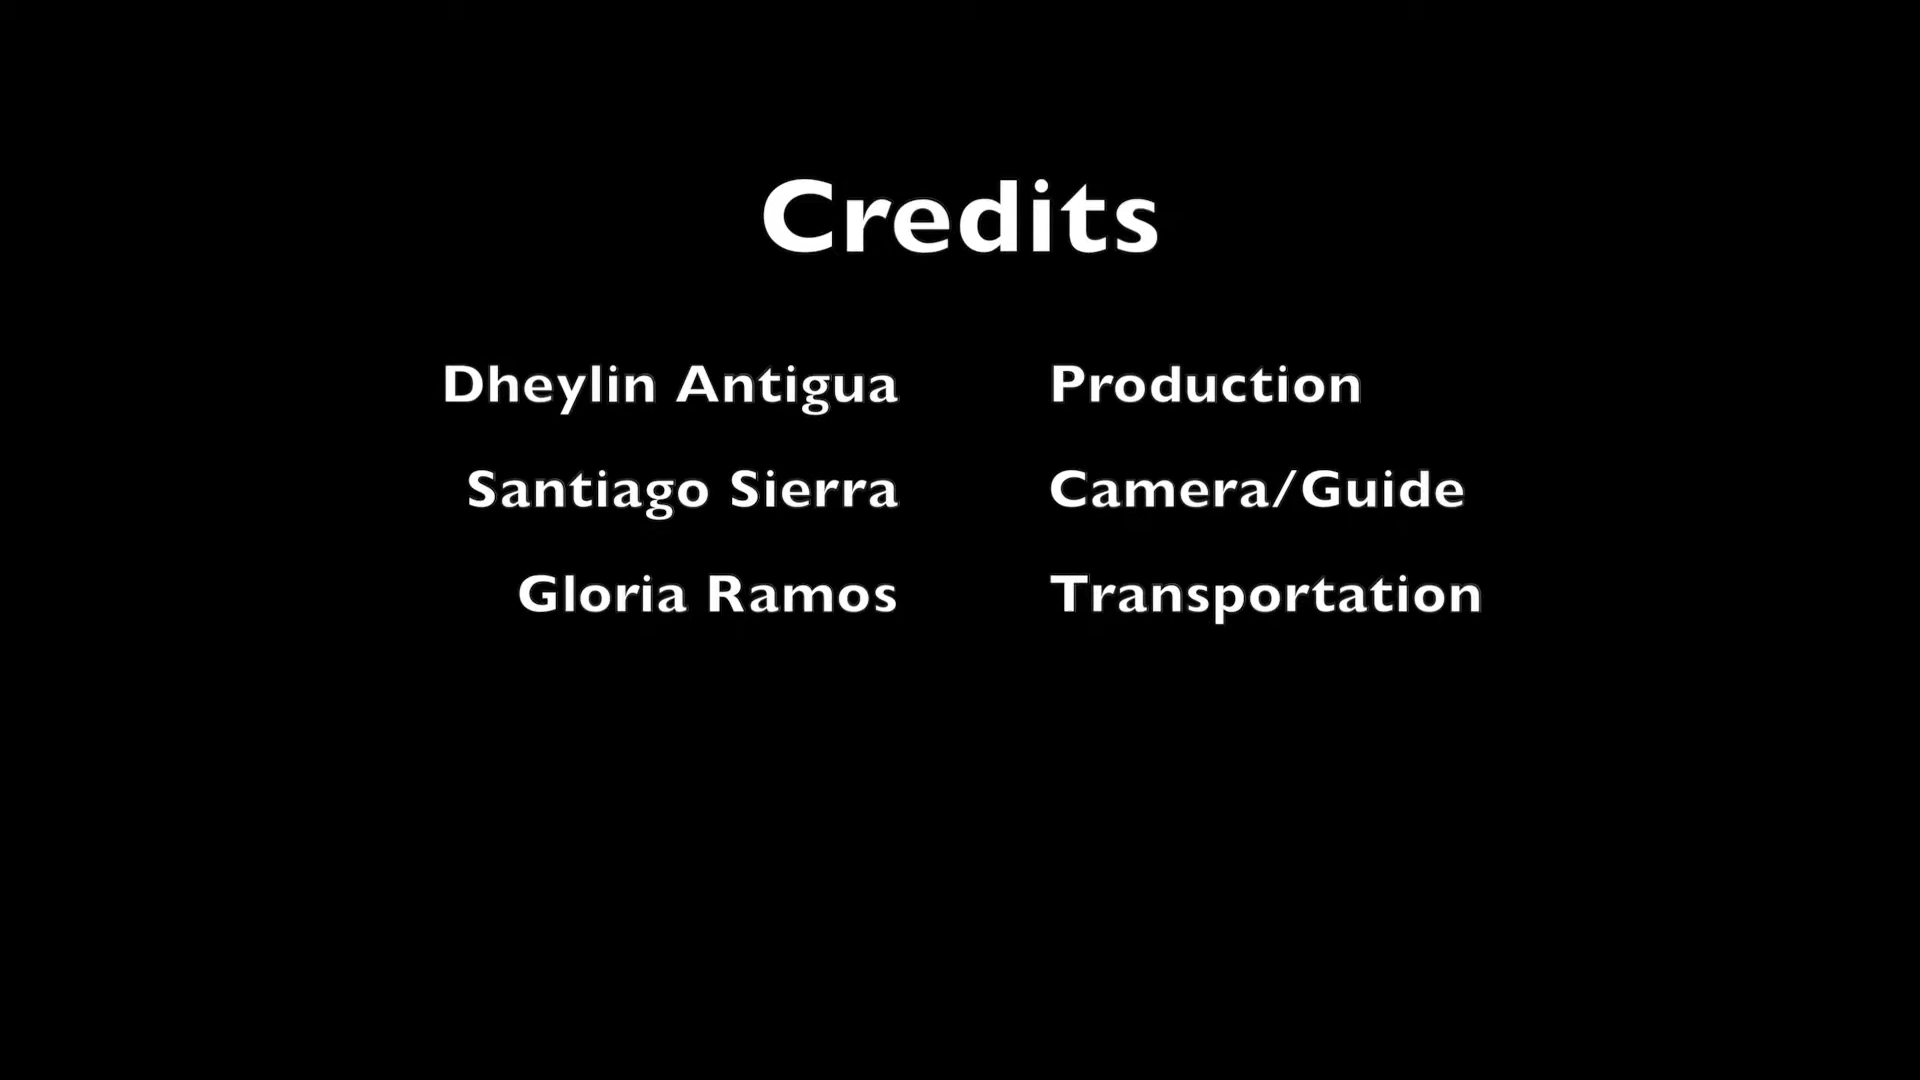 Credits
Dheylin Antigua Production
Santiago Sierra Camera/Guide
Gloria Ramos Transportation